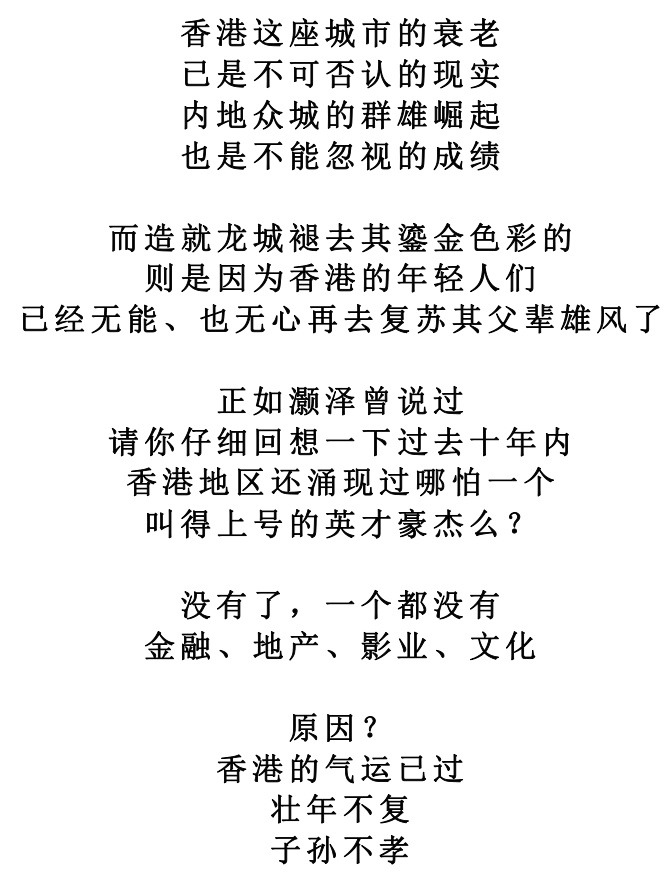 香港这座城市的衰老
已是不可否认的现实
内地众城的群雄崛起
也是不能忽视的成绩
而造就龙城褪去其鎏金色彩的
则是因为香港的年轻人们
已经无能、也无心再去复苏其父辈雄风了
正如灏泽曾说过
请你仔细回想一下过去十年内
香港地区还涌现过哪怕一个
叫得上号的英才豪杰么？
没有了，一个都没有
金融、地产、影业、文化
原因？
香港的气运已过
壮年不复
子孙不孝